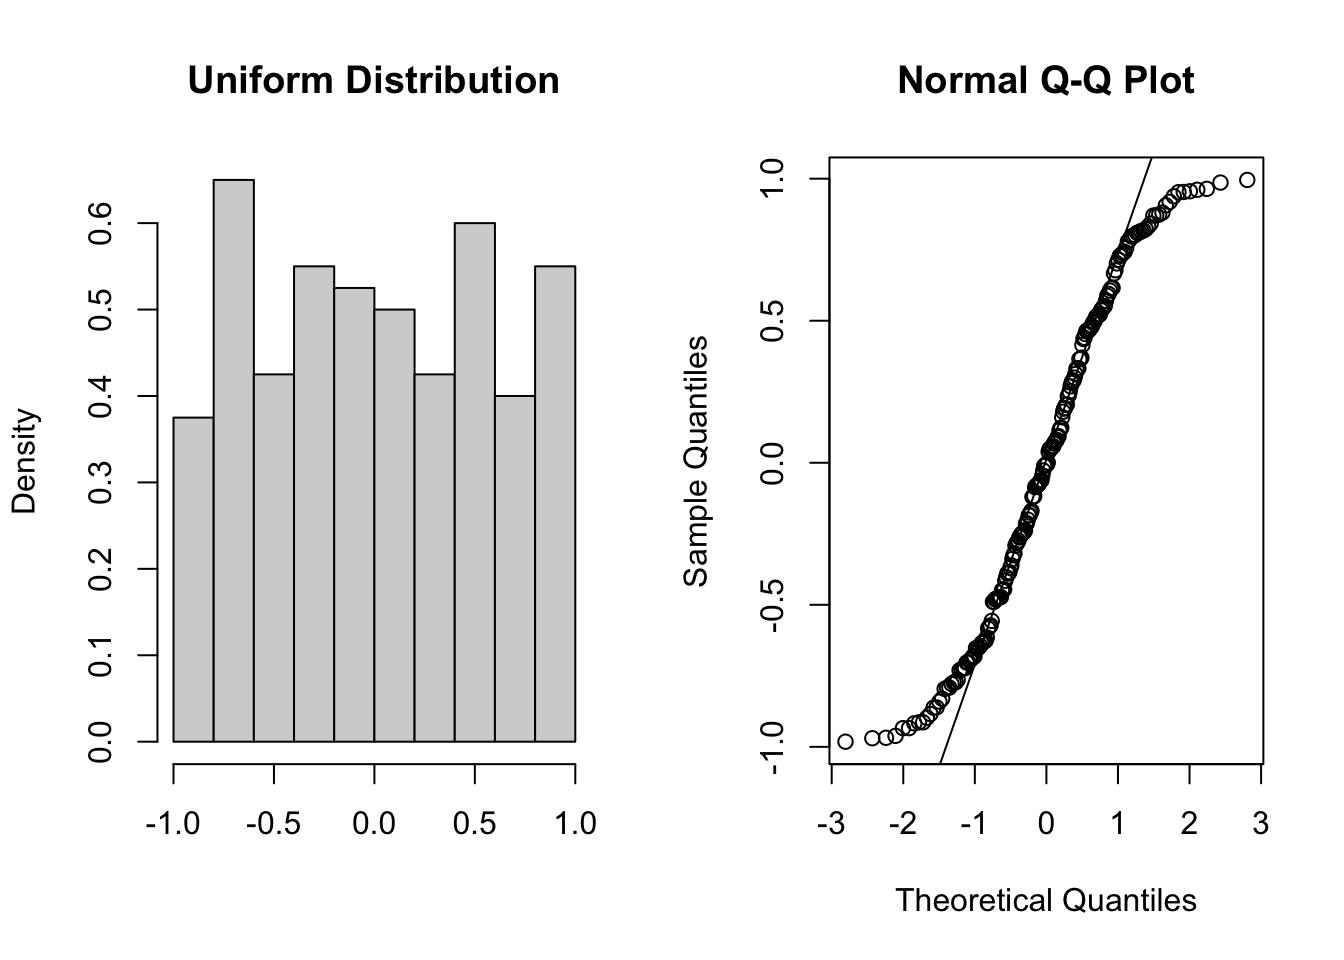 Uniform Distribution
Density
0.0 0.1 0.2 0.3 0.4 0.5 0.6
-1.0 -0.5 0.0 0.5 1.0
Normal Q-Q Plot
Sample Quantiles
-1.0 -0.5 0.0 0.5 1.0
-3 -2 -1 0 1 2 3
Theoretical Quantiles